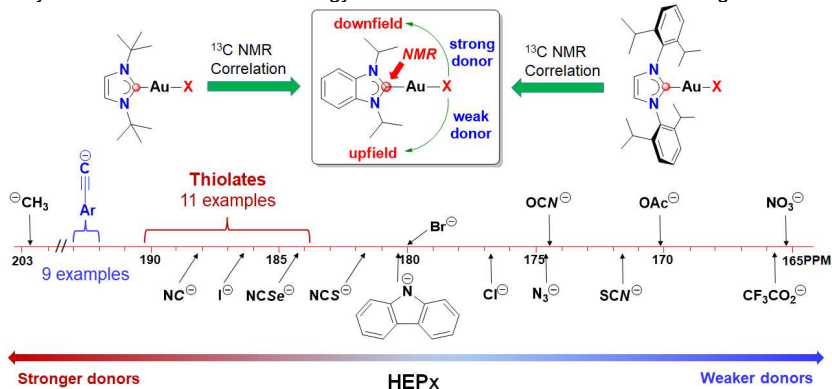 downfield
¹³C NMR
Correlation
N
N
Au
X
NMR
strong
donor
N
N
Au
X
weak
donor
upfield
¹³C NMR
Correlation
N
N
Au
X
⊖CH₃
C⊖
Ar
Thiolates
11 examples
Br⊖
OCN⊖
OAc⊖
NO₃⊖
203
190
185
180
175
170
165PPM
9 examples
NC⊖
I⊖
NCSe⊖
NCS⊖
N⊖
Cl⊖
N₃⊖
SCN⊖
CF₃CO₂⊖
Stronger donors
HEPx
Weaker donors